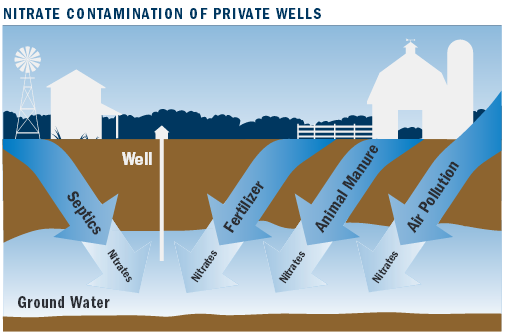 NITRATE CONTAMINATION OF PRIVATE WELLS
Well
Septics
Fertilizer
Animal Manure
Air Pollution
Nitrates
Nitrates
Nitrates
Nitrates
Ground Water